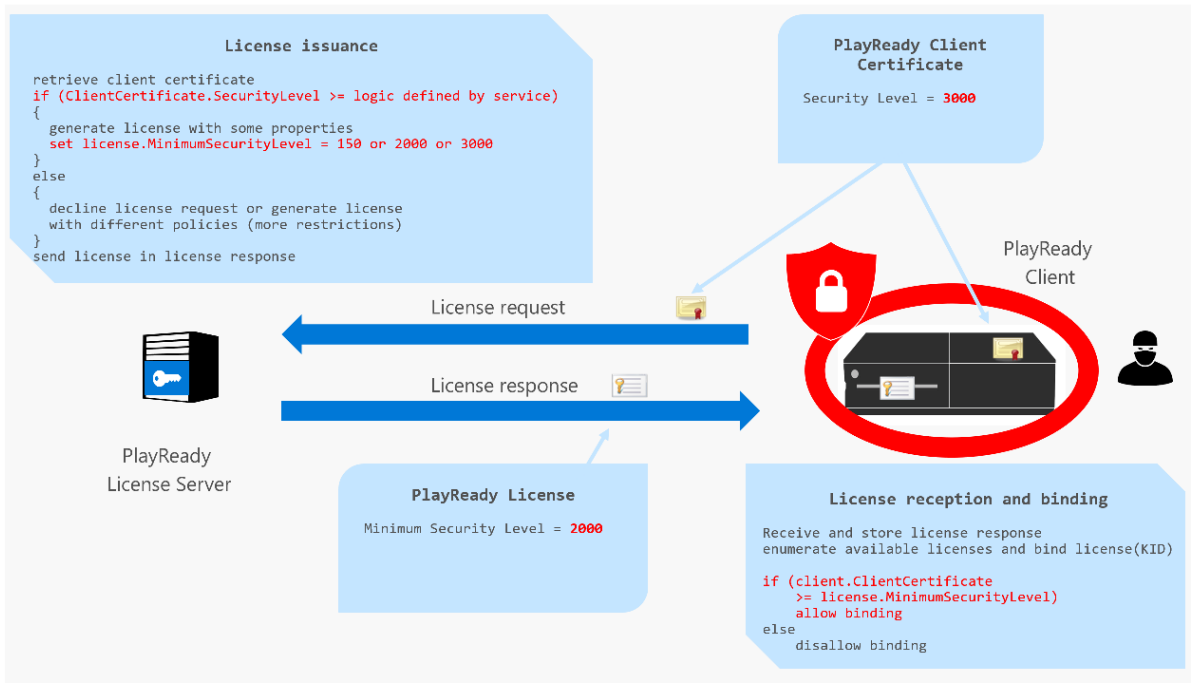 License issuance
retrieve client certificate
if (ClientCertificate.SecurityLevel >= logic defined by service)
{
generate license with some properties
set license.MinimumSecurityLevel = 150 or 2000 or 3000
}
else
{
decline license request or generate license
with different policies (more restrictions)
}
send license in license response
PlayReady Client
Certificate
Security Level = 3000
PlayReady
Client
License request
License response
PlayReady
License Server
PlayReady License
Minimum Security Level = 2000
License reception and binding
Receive and store license response
enumerate available licenses and bind license(KID)
if (client.ClientCertificate
>= license.MinimumSecurityLevel)
allow binding
else
disallow binding